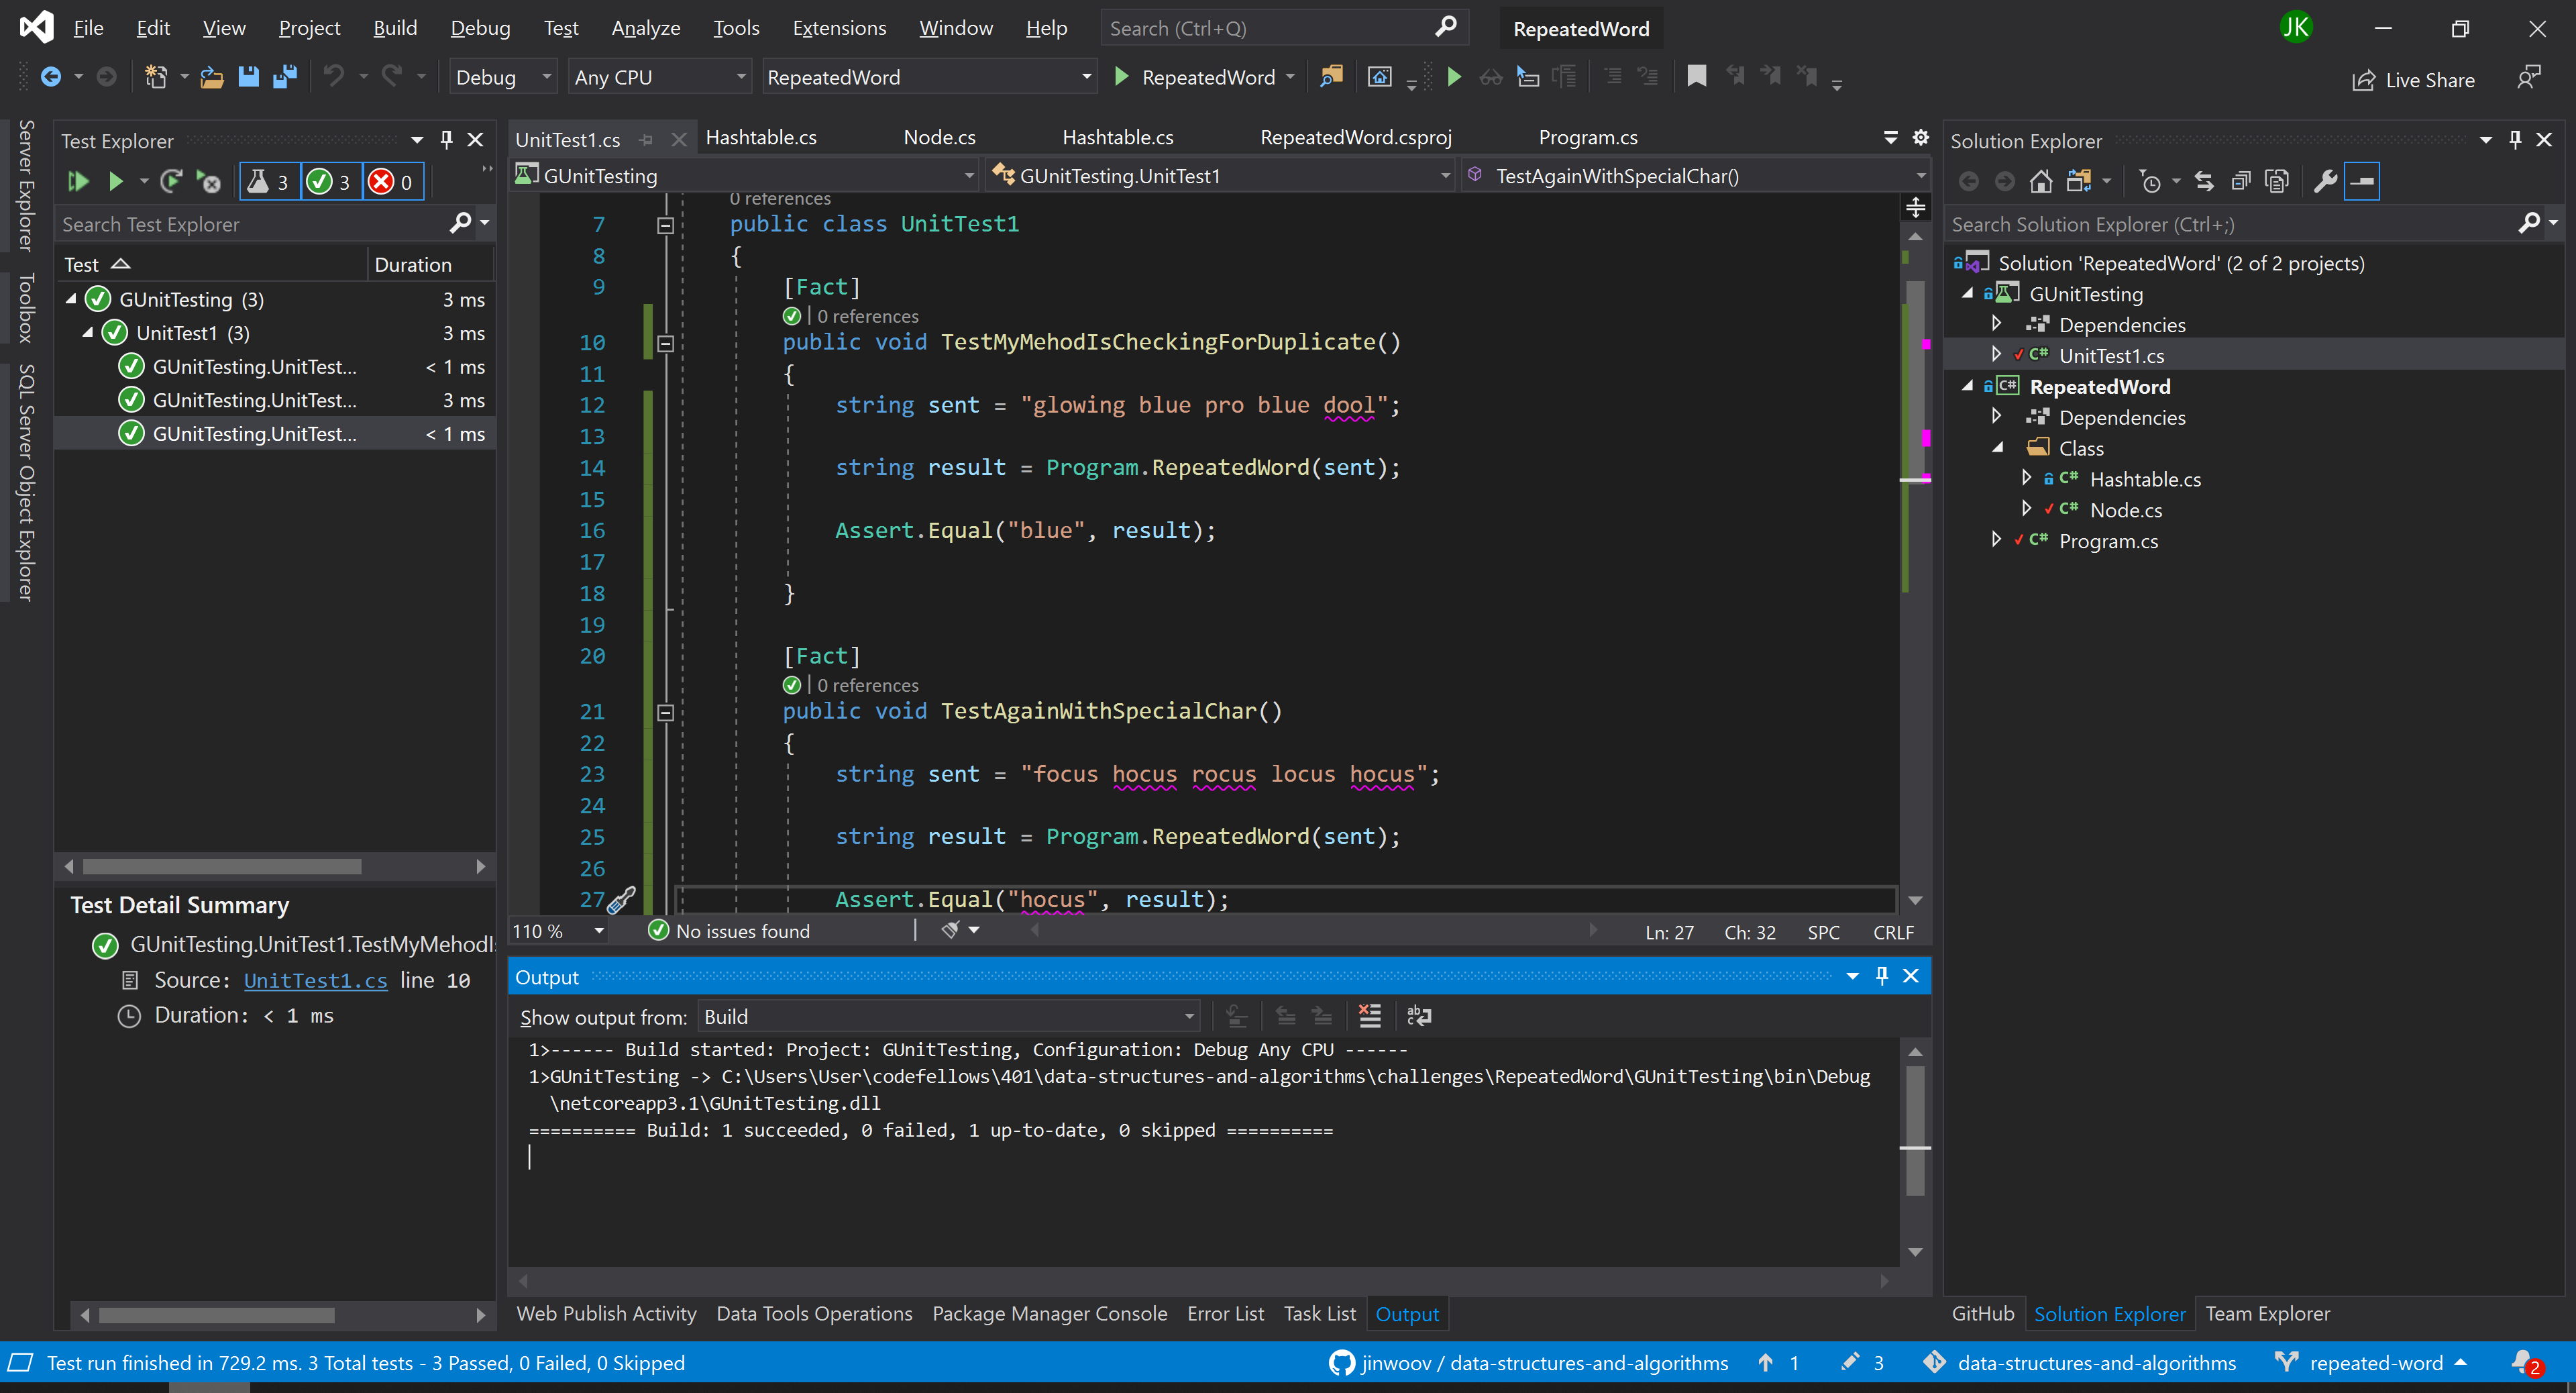 File Edit View Project Build Debug Test Analyze Tools Extensions Window Help Search (Ctrl+Q) RepeatedWord JK
Debug Any CPU RepeatedWord RepeatedWord Live Share
Server Explorer
Toolbox
SQL Server Object Explorer
Test Explorer
3 3 0
Search Test Explorer
Test Duration
GUnitTesting (3) 3 ms
UnitTest1 (3) 3 ms
GUnitTesting.UnitTest... < 1 ms
GUnitTesting.UnitTest... 3 ms
GUnitTesting.UnitTest... < 1 ms
Test Detail Summary
GUnitTesting.UnitTest1.TestMyMehodI
Source: UnitTest1.cs line 10
Duration: < 1 ms
UnitTest1.cs Hashtable.cs Node.cs Hashtable.cs RepeatedWord.csproj Program.cs
GUnitTesting GUnitTesting.UnitTest1 TestAgainWithSpecialChar()
0 references
7 public class UnitTest1
8 {
9 [Fact]
| 0 references
10 public void TestMyMehodIsCheckingForDuplicate()
11 {
12 string sent = "glowing blue pro blue dool";
13
14 string result = Program.RepeatedWord(sent);
15
16 Assert.Equal("blue", result);
17
18 }
19
20 [Fact]
| 0 references
21 public void TestAgainWithSpecialChar()
22 {
23 string sent = "focus hocus rocus locus hocus";
24
25 string result = Program.RepeatedWord(sent);
26
27 Assert.Equal("hocus", result);
110 % No issues found Ln: 27 Ch: 32 SPC CRLF
Output
Show output from: Build
1>------ Build started: Project: GUnitTesting, Configuration: Debug Any CPU ------
1>GUnitTesting -> C:\Users\User\codefellows\401\data-structures-and-algorithms\challenges\RepeatedWord\GUnitTesting\bin\Debug
\netcoreapp3.1\GUnitTesting.dll
========== Build: 1 succeeded, 0 failed, 1 up-to-date, 0 skipped ==========
Web Publish Activity Data Tools Operations Package Manager Console Error List Task List Output
Solution Explorer
Search Solution Explorer (Ctrl+;)
Solution 'RepeatedWord' (2 of 2 projects)
GUnitTesting
Dependencies
C# UnitTest1.cs
C# RepeatedWord
Dependencies
Class
C# Hashtable.cs
C# Node.cs
C# Program.cs
GitHub Solution Explorer Team Explorer
Test run finished in 729.2 ms. 3 Total tests - 3 Passed, 0 Failed, 0 Skipped jinwoov / data-structures-and-algorithms 1 3 data-structures-and-algorithms repeated-word 2